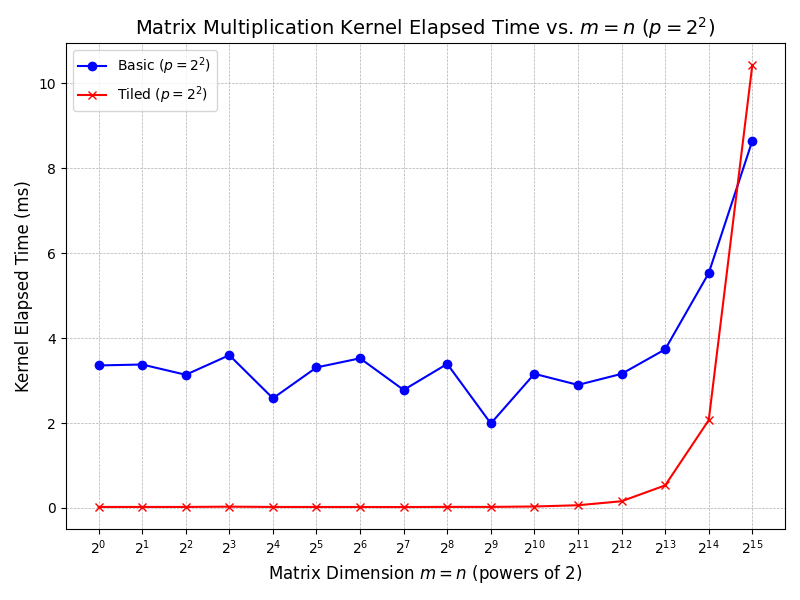 Matrix Multiplication Kernel Elapsed Time vs. m = n (p = 2²)
Basic (p = 2²)
Tiled (p = 2²)
Kernel Elapsed Time (ms)
10
8
6
4
2
0
2⁰ 2¹ 2² 2³ 2⁴ 2⁵ 2⁶ 2⁷ 2⁸ 2⁹ 2¹⁰ 2¹¹ 2¹² 2¹³ 2¹⁴ 2¹⁵
Matrix Dimension m = n (powers of 2)